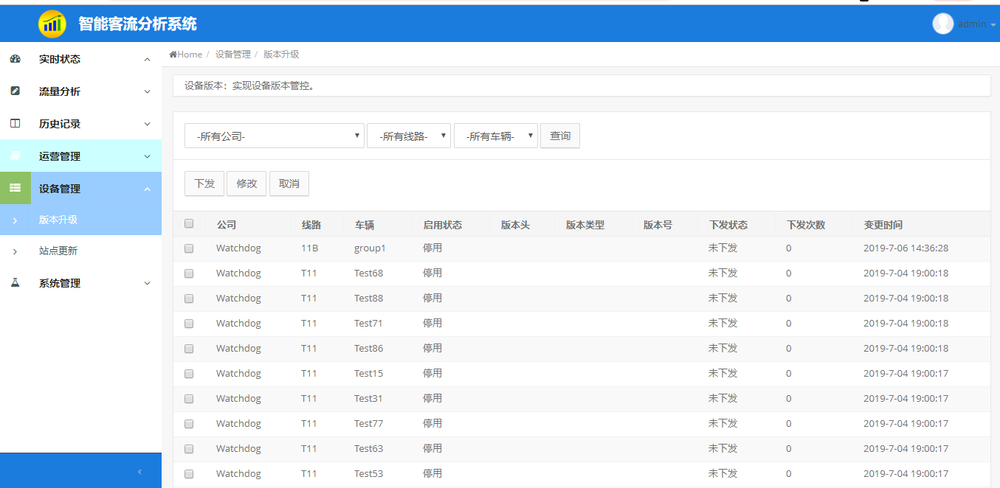 智能客流分析系统
admin
实时状态
流量分析
历史记录
运营管理
设备管理
版本升级
站点更新
系统管理
Home / 设备管理 / 版本升级
设备版本：实现设备版本管控。
-所有公司- -所有线路- -所有车辆- 查询
下发 修改 取消
公司 线路 车辆 启用状态 版本头 版本类型 版本号 下发状态 下发次数 变更时间
Watchdog 11B group1 停用 未下发 0 2019-7-06 14:36:28
Watchdog T11 Test68 停用 未下发 0 2019-7-04 19:00:18
Watchdog T11 Test88 停用 未下发 0 2019-7-04 19:00:18
Watchdog T11 Test71 停用 未下发 0 2019-7-04 19:00:18
Watchdog T11 Test86 停用 未下发 0 2019-7-04 19:00:18
Watchdog T11 Test15 停用 未下发 0 2019-7-04 19:00:17
Watchdog T11 Test31 停用 未下发 0 2019-7-04 19:00:17
Watchdog T11 Test77 停用 未下发 0 2019-7-04 19:00:17
Watchdog T11 Test63 停用 未下发 0 2019-7-04 19:00:17
Watchdog T11 Test53 停用 未下发 0 2019-7-04 19:00:17